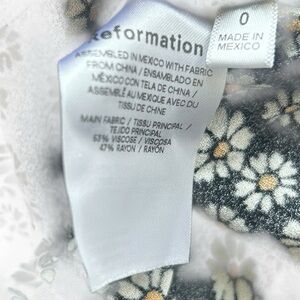 Reformation
ASSEMBLED IN MEXICO WITH FABRIC
FROM CHINA / ENSAMBLADO EN
MÉXICO CON TELA DE CHINA /
ASSEMBLÉ AU MEXIQUE AVEC DU
TISSU DE CHINE
MAIN FABRIC / TISSU PRINCIPAL /
TEJIDO PRINCIPAL
53% VISCOSE / VISCOSA
47% RAYON / RAYÓN
0
MADE IN
MEXICO